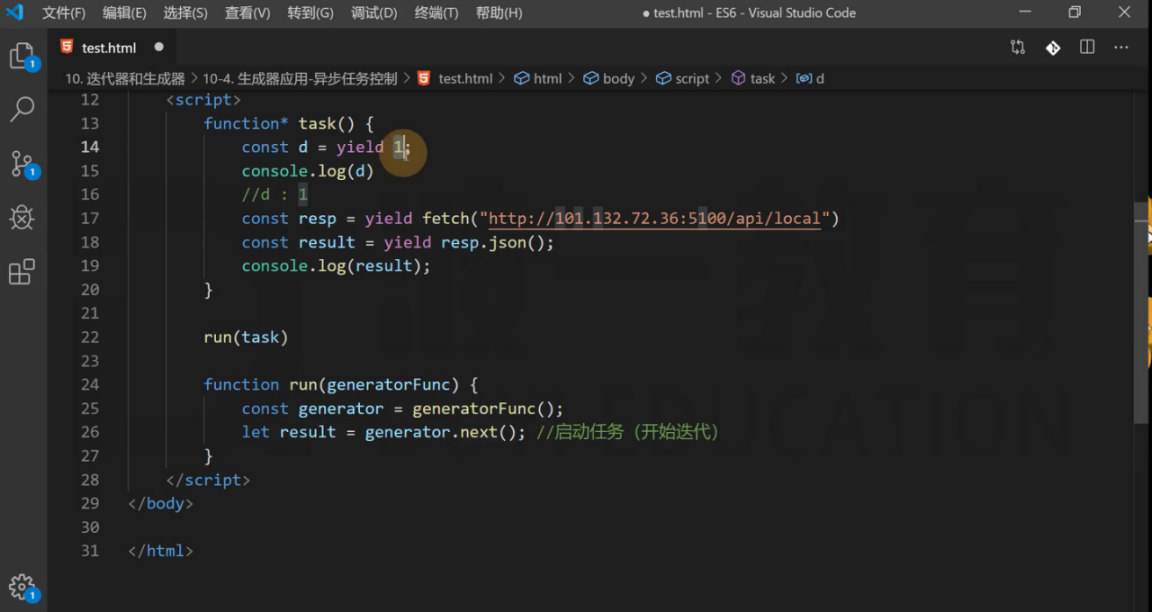 文件(F) 编辑(E) 选择(S) 查看(V) 转到(G) 调试(D) 终端(T) 帮助(H) ● test.html - ES6 - Visual Studio Code
test.html ●
10. 迭代器和生成器 > 10-4. 生成器应用-异步任务控制 > test.html > html > body > script > task > d
12 <script>
13 function* task() {
14 const d = yield 1;
15 console.log(d)
16 //d : 1
17 const resp = yield fetch("http://101.132.72.36:5100/api/local")
18 const result = yield resp.json();
19 console.log(result);
20 }
21
22 run(task)
23
24 function run(generatorFunc) {
25 const generator = generatorFunc();
26 let result = generator.next(); //启动任务（开始迭代）
27 }
28 </script>
29 </body>
30
31 </html>
1
1
1
EDUCATION